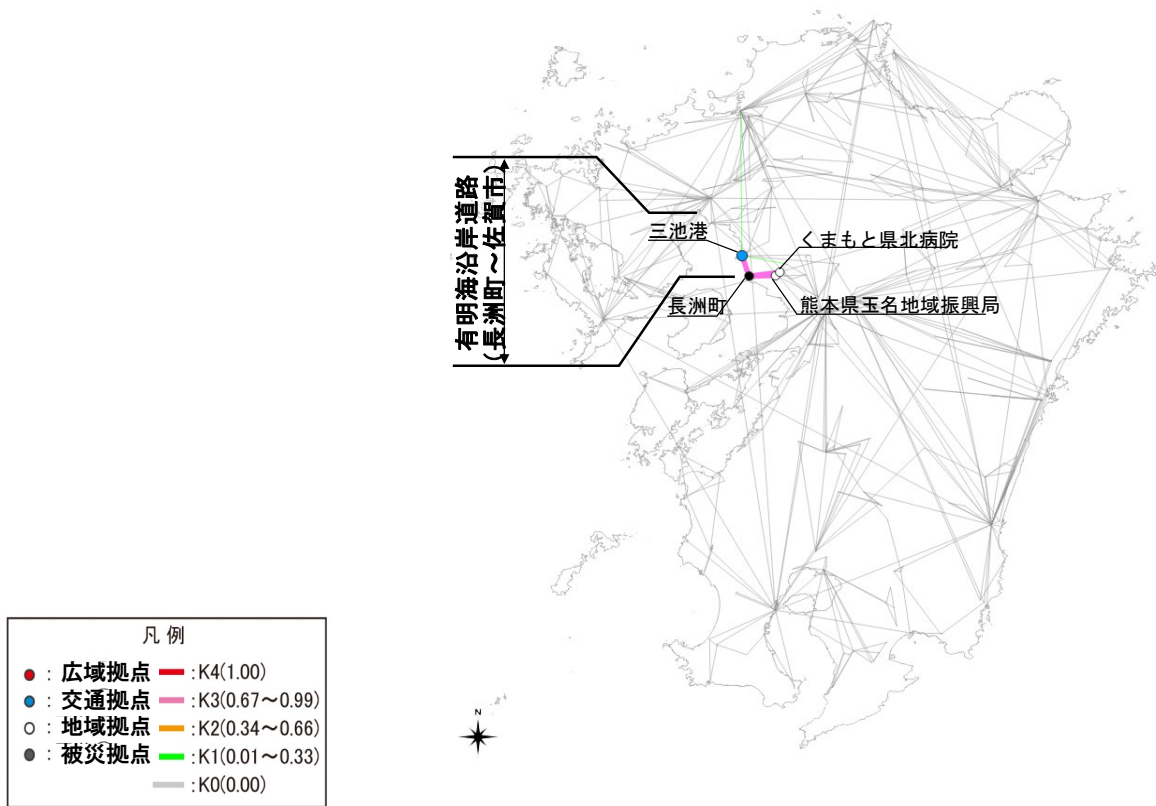 有明海沿岸道路
(長洲町～佐賀市)
三池港
くまもと県北病院
長洲町
熊本県玉名地域振興局
N
凡 例
: 広域拠点 :K4(1.00)
: 交通拠点 :K3(0.67～0.99)
: 地域拠点 :K2(0.34～0.66)
: 被災拠点 :K1(0.01～0.33)
:K0(0.00)